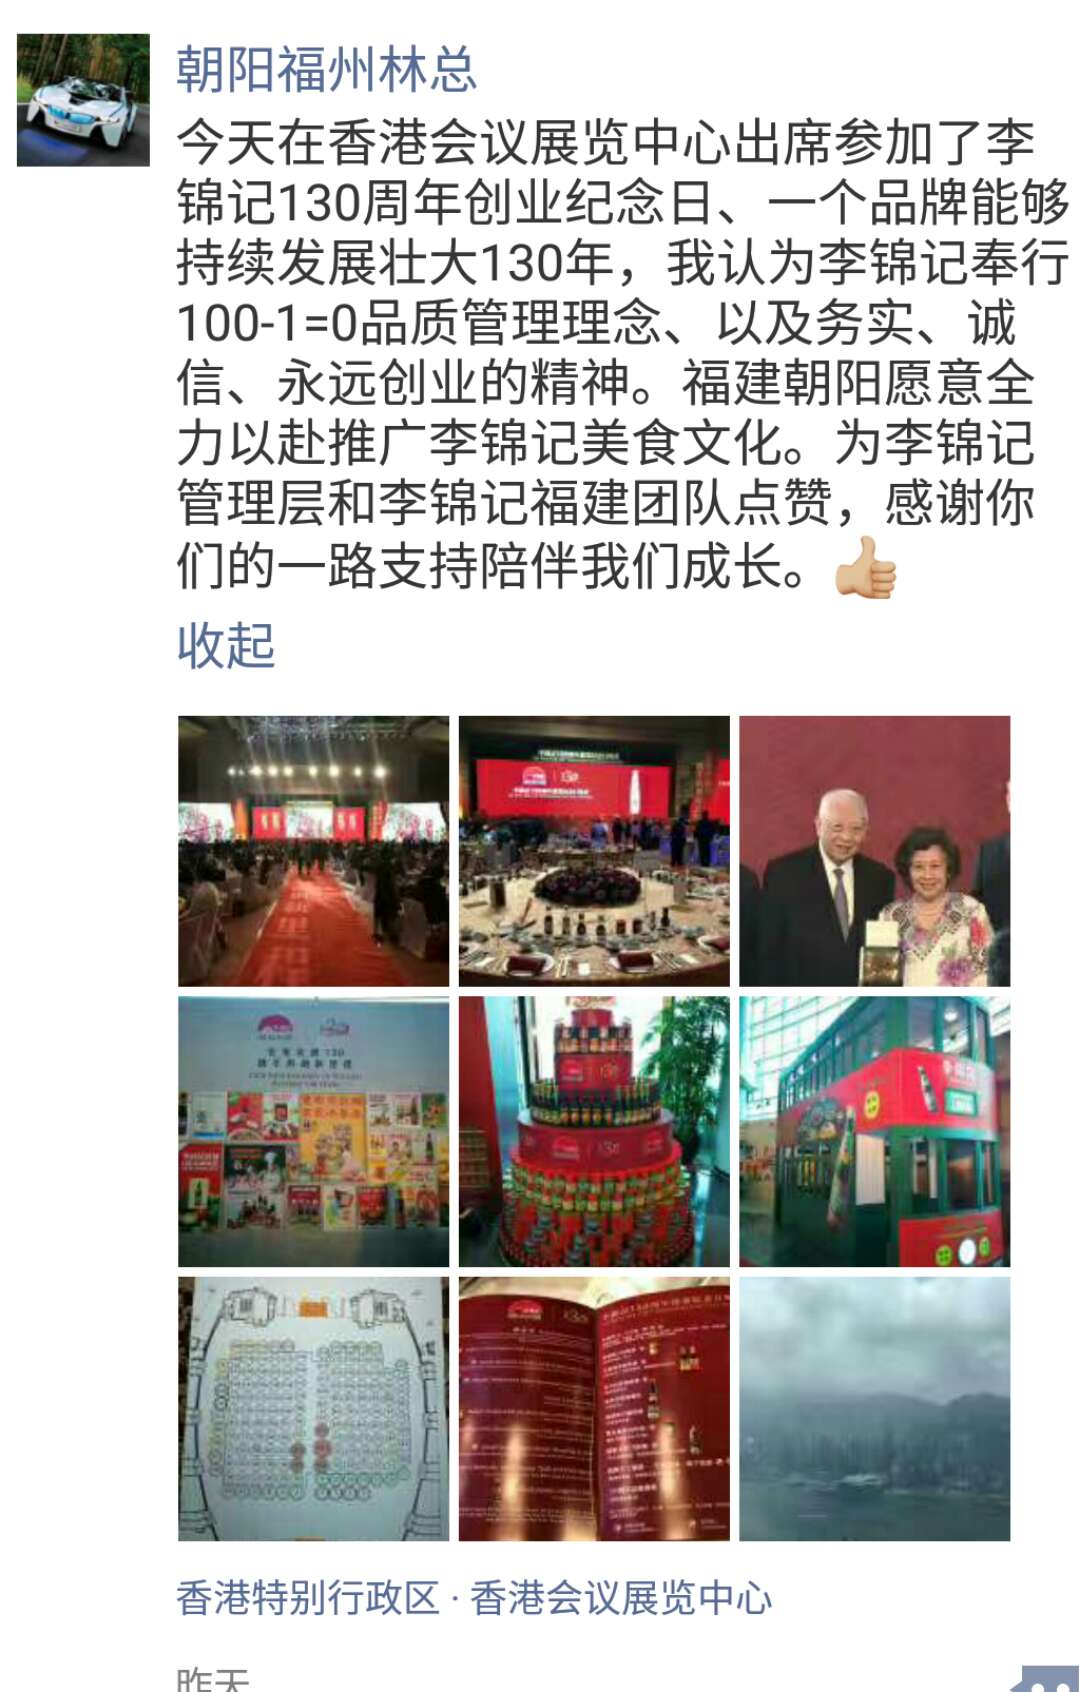 朝阳福州林总
今天在香港会议展览中心出席参加了李
锦记130周年创业纪念日、一个品牌能够
持续发展壮大130年，我认为李锦记奉行
100-1=0品质管理理念、以及务实、诚
信、永远创业的精神。福建朝阳愿意全
力以赴推广李锦记美食文化。为李锦记
管理层和李锦记福建团队点赞，感谢你
们的一路支持陪伴我们成长。
收起
香港特别行政区 · 香港会议展览中心
昨天